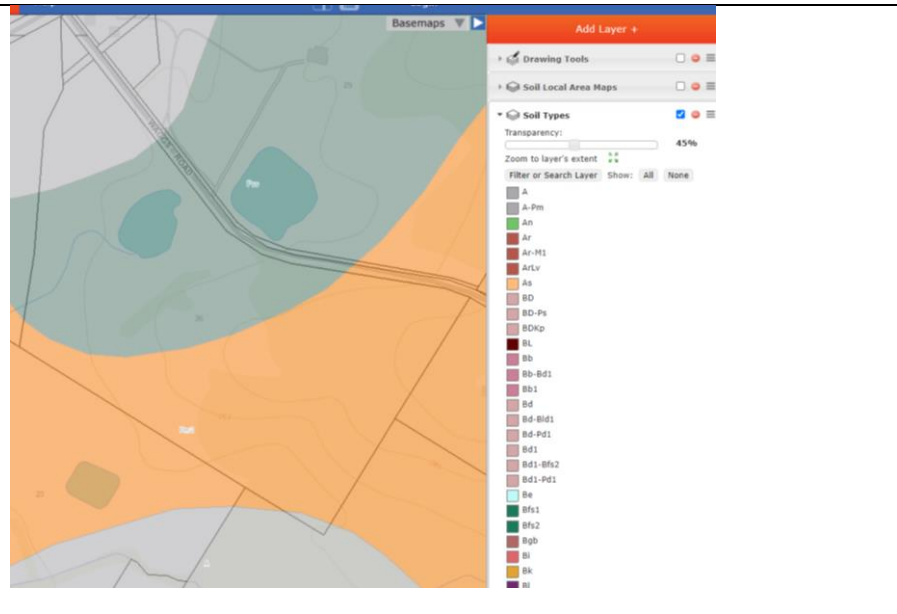 Basemaps
Add Layer +
Drawing Tools
Soil Local Area Maps
Soil Types
Transparency:
45%
Zoom to layer's extent
Filter or Search Layer Show: All None
A
A-Pm
An
Ar
Ar-M1
ArLv
As
BD
BD-Ps
BDKp
BL
Bb
Bb-Bd1
Bb1
Bd
Bd-Bld1
Bd-Pd1
Bd1
Bd1-Bfs2
Bd1-Pd1
Be
Bfs1
Bfs2
Bgb
Bi
Bk
ROAD